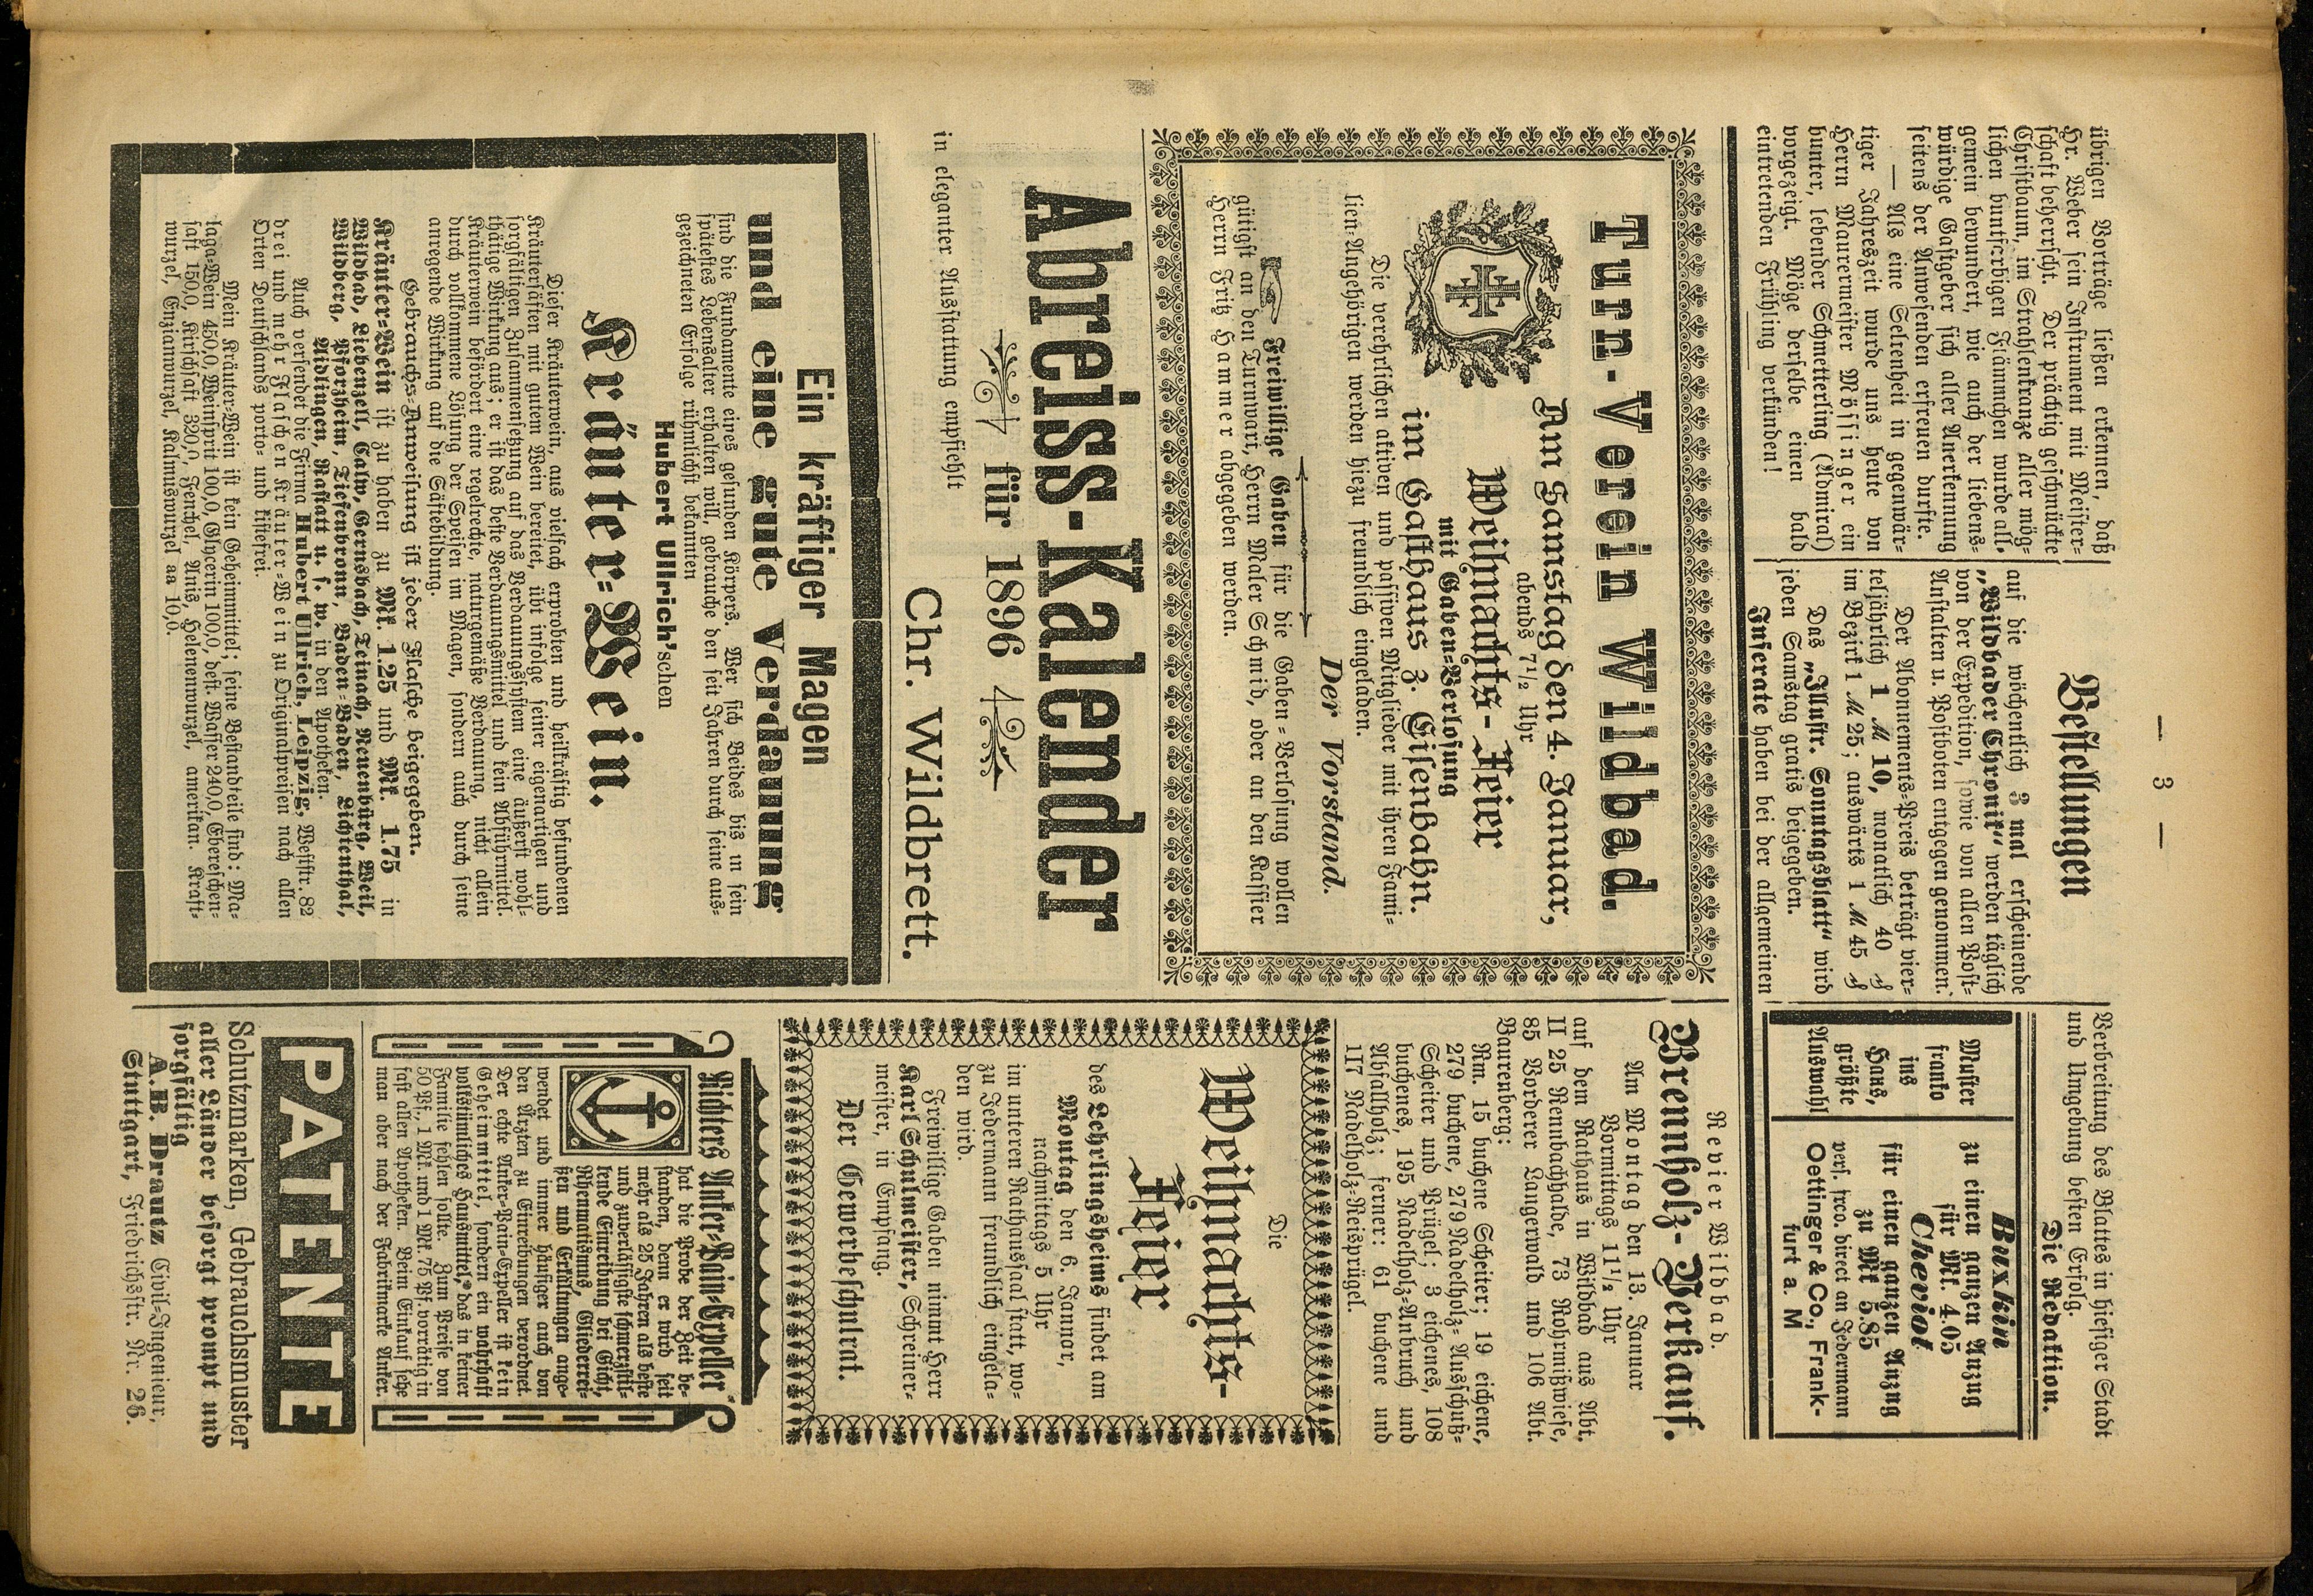 — 3 —
übrigen Vorträge ließen erkennen, daß
Hr. Weber sein Instrument mit Meister-
schaft beherrscht. Der prächtig geschmückte
Christbaum, im Strahlenkranze aller mög-
lichen buntferbigen Flämmchen wurde all-
gemein bewundert, wie auch der liebens-
würdige Gastgeber sich aller Anerkennung
seitens der Anwesenden erfreuen durfte.
— Als eine Seltenheit in gegenwär-
tiger Jahreszeit wurde uns heute von
Herrn Maurermeister Mössinger ein
bunter, lebender Schmetterling (Admiral)
vorgezeigt. Möge derselbe einen bald
eintretenden Frühling verkünden!
Bestellungen
auf die wöchentlich 3 mal erscheinende
„Wildbader Chronik“ werden täglich
von der Expedition, sowie von allen Post-
Anstalten u. Postboten entgegen genommen.
Der Abonnements-Preis beträgt vier-
teljährlich 1 M 10, monatlich 40 ₰
im Bezirk 1 M 25; auswärts 1 M 45 ₰
Das „Illustr. Sonntagsblatt“ wird
jeden Samstag gratis beigegeben.
Inserate haben bei der allgemeinen
Verbreitung des Blattes in hiesiger Stadt
und Umgebung besten Erfolg.
Die Redaktion.
Muster
franko
ins
Haus,
größte
Auswahl
Buxkin
zu einen ganzen Anzug
für Mk. 4.05
Cheviot
für einen ganzen Anzug
zu Mk 5.85
vers. frco. direct an Jedermann
Oettinger & Co., Frank-
furt a. M
Turn-Verein Wildbad.
Am Samstag den 4. Januar,
abends 7½ Uhr
Weihnachts-Feier
mit Gaben-Verlosung
im Gasthaus z. Eisenbahn.
Die verehrlichen aktiven und passiven Mitglieder mit ihren Fami-
lien-Angehörigen werden hiezu freundlich eingeladen.
Der Vorstand.
Freiwillige Gaben für die Gaben-Verlosung wollen
gütigst an den Turnwart, Herrn Maler Schmid, oder an den Kassier
Herrn Fritz Hammer abgegeben werden.
Abreiss-Kalender
für 1896
in eleganter Ausstattung empfiehlt
Chr. Wildbrett.
Ein kräftiger Magen
und eine gute Verdauung
sind die Fundamente eines gesunden Körpers. Wer sich Beides bis in sein
spätestes Lebensalter erhalten will, gebrauche den seit Jahren durch seine aus-
gezeichneten Erfolge rühmlichst bekannten
Hubert Ullrich’schen
Kräuter-Wein.
Dieser Kräuterwein, aus vielfach erprobten und heilkräftig befundenen
Kräutersäften mit gutem Wein bereitet, übt infolge seiner eigenartigen und
sorgfältigen Zusammensetzung auf das Verdauungssystem eine äußerst wohl-
thätige Wirkung aus; er ist das beste Verdauungsmittel und kein Abführmittel.
Kräuterwein befördert eine regelrechte, naturgemäße Verdauung, nicht allein
durch vollkommene Lösung der Speisen im Magen, sondern auch durch seine
anregende Wirkung auf die Säftebildung.
Gebrauchs-Anweisung ist jeder Flasche beigegeben.
Kräuter-Wein ist zu haben zu Mk. 1.25 und Mk. 1.75 in
Wildbad, Liebenzell, Calw, Gernsbach, Teinach, Neuenbürg, Weil,
Wildberg, Pforzheim, Tiefenbronn, Baden-Baden, Lichtenthal,
Aidlingen, Rastatt u. s. w. in den Apotheken.
Auch versendet die Firma Hubert Ullrich, Leipzig, Weststr. 82
drei und mehr Flaschen Kräuter-Wein zu Originalpreisen nach allen
Orten Deutschlands porto- und kistefrei.
Mein Kräuter-Wein ist kein Geheimmittel; seine Bestandteile sind: Ma-
laga-Wein 450,0, Weinsprit 100,0, Glycerin 100,0, dest. Wasser 240,0, Ebereschen-
saft 150,0, Kirschsaft 320,0, Fenchel, Anis, Helenenwurzel, amerikan. Kraft-
wurzel, Enzianwurzel, Kalmuswurzel aa 10,0.
Revier Wildbad.
Brennholz-Verkauf.
Am Montag den 13. Januar
Vormittags 11½ Uhr
auf dem Rathaus in Wildbad aus Abt.
II 25 Rennbachhalde, 73 Rohrmißwiese,
85 Vorderer Langerwald und 106 Abt.
Baurenberg:
Rm. 15 buchene Scheiter; 19 eichene,
279 buchene, 279 Nadelholz-Ausschuß-
Scheiter und Prügel; 3 eichenes, 108
buchenes, 195 Nadelholz-Anbruch und
Abfallholz; ferner: 61 buchene und
117 Nadelholz-Reisprügel.
Die
Weihnachts-
Feier
des Lehrlingsheims findet am
Montag den 6. Januar,
nachmittags 5 Uhr
im unteren Rathaussaal statt, wo-
zu Jedermann freundlich eingela-
den wird.
Freiwillige Gaben nimmt Herr
Karl Schulmeister, Schreiner-
meister, in Empfang.
Der Gewerbeschulrat.
Richters Anker-Pain-Expeller
hat die Probe der Zeit be-
standen, denn er wird seit
mehr als 25 Jahren als beste
und zuverlässigste schmerzstil-
lende Einreibung bei Gicht,
Rheumatismus, Gliederrei-
ßen und Erkältungen ange-
wendet und immer häufiger auch von
den Ärzten zu Einreibungen verordnet.
Der echte Anker-Pain-Expeller ist kein
Geheimmittel, sondern ein wahrhaft
volkstümliches Hausmittel, das in keiner
Familie fehlen sollte. Zum Preise von
50 Pf., 1 Mk. und 1 Mk. 75 Pf. vorrätig in
fast allen Apotheken. Beim Einkauf sehe
man aber nach der Fabrikmarke Anker.
PATENTE
Schutzmarken, Gebrauchsmuster
aller Länder besorgt prompt und
sorgfältig
A. B. Drautz Civil-Ingenieur,
Stuttgart, Friedrichsstr. Nr. 26.